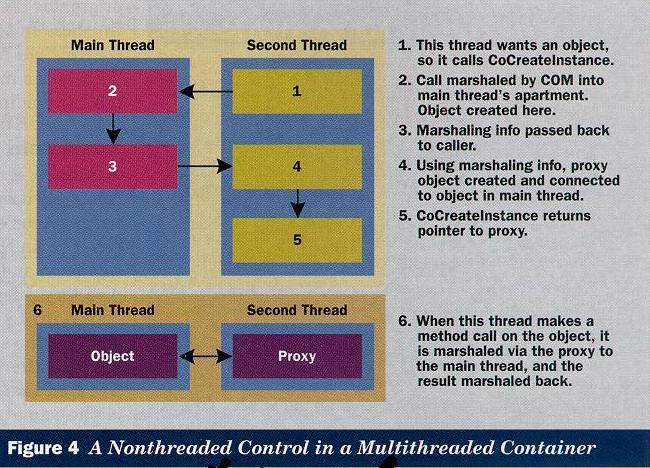 Main Thread
Second Thread
2
1
3
4
5
1. This thread wants an object,
so it calls CoCreateInstance.
2. Call marshaled by COM into
main thread's apartment.
Object created here.
3. Marshaling info passed back
to caller.
4. Using marshaling info, proxy
object created and connected
to object in main thread.
5. CoCreateInstance returns
pointer to proxy.
6
Main Thread
Second Thread
Object
Proxy
6. When this thread makes a
method call on the object, it
is marshaled via the proxy to
the main thread, and the
result marshaled back.
Figure 4 A Nonthreaded Control in a Multithreaded Container